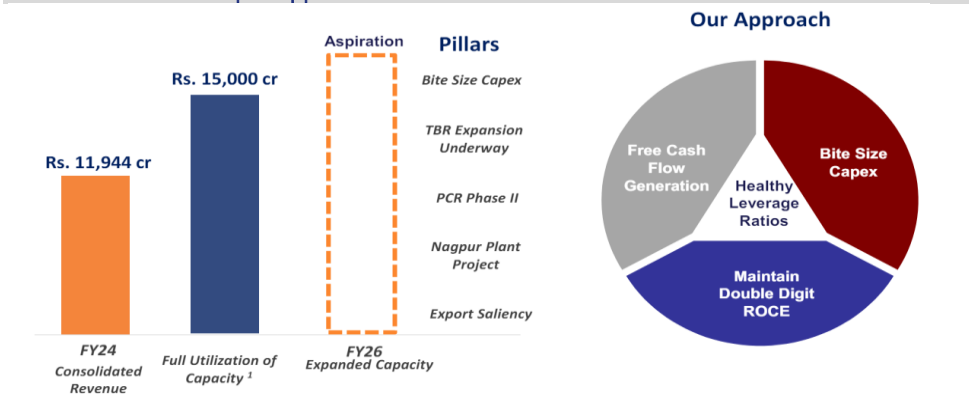 Aspiration
Rs. 15,000 cr
Rs. 11,944 cr
FY24
Consolidated
Revenue
Full Utilization of
Capacity 1
FY26
Expanded Capacity
Pillars
Bite Size Capex
TBR Expansion
Underway
PCR Phase II
Nagpur Plant
Project
Export Saliency
Our Approach
Free Cash
Flow
Generation
Bite Size
Capex
Healthy
Leverage
Ratios
Maintain
Double Digit
ROCE